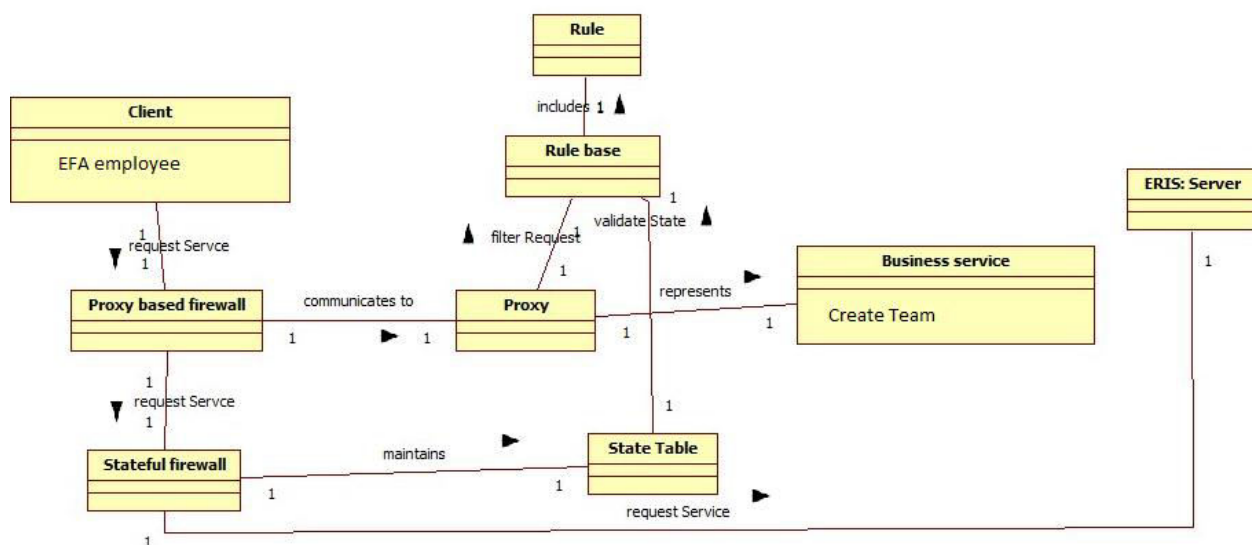 Rule
includes 1
Client
EFA employee
Rule base
1
ERIS: Server
1
request Servce
1
filter Request
1
validate State
1
1
Business service
Create Team
represents
1
1
Proxy based firewall
communicates to
1
1
Proxy
1
request Servce
1
Stateful firewall
maintains
1
1
State Table
1
request Service
1